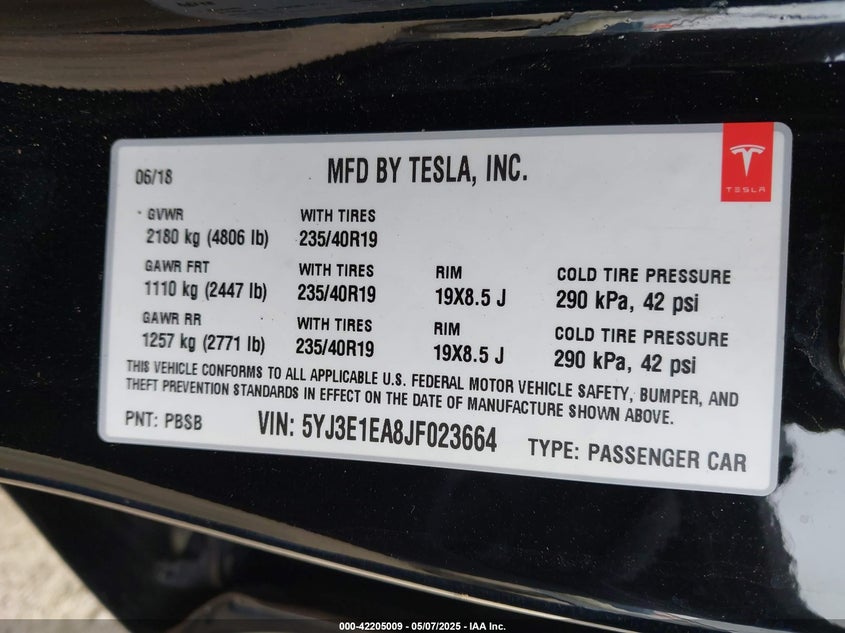 06/18 MFD BY TESLA, INC.
TESLA
GVWR WITH TIRES
2180 kg (4806 lb) 235/40R19
GAWR FRT WITH TIRES RIM COLD TIRE PRESSURE
1110 kg (2447 lb) 235/40R19 19X8.5 J 290 kPa, 42 psi
GAWR RR WITH TIRES RIM COLD TIRE PRESSURE
1257 kg (2771 lb) 235/40R19 19X8.5 J 290 kPa, 42 psi
THIS VEHICLE CONFORMS TO ALL APPLICABLE U.S. FEDERAL MOTOR VEHICLE SAFETY, BUMPER, AND
THEFT PREVENTION STANDARDS IN EFFECT ON THE DATE OF MANUFACTURE SHOWN ABOVE.
PNT: PBSB VIN: 5YJ3E1EA8JF023664 TYPE: PASSENGER CAR
000-42205009 - 05/07/2025 - IAA Inc.